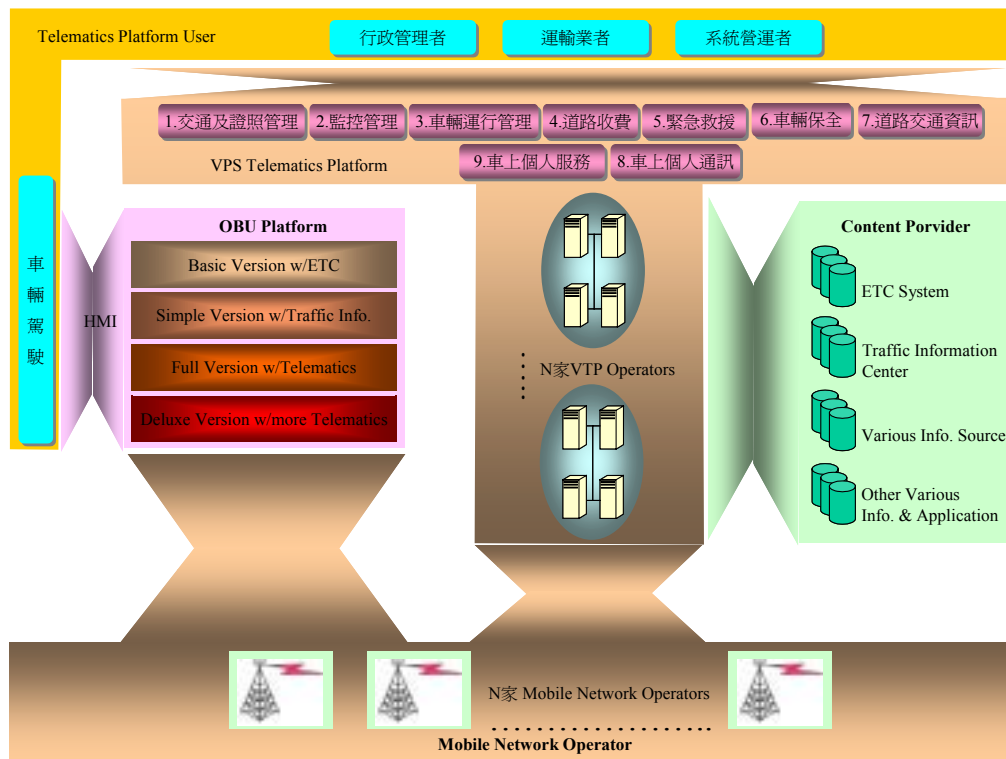 Telematics Platform User
行政管理者
運輸業者
系統營運者
1.交通及證照管理
2.監控管理
3.車輛運行管理
4.道路收費
5.緊急救援
6.車輛保全
7.道路交通資訊
VPS Telematics Platform
9.車上個人服務
8.車上個人通訊
車輛駕駛
HMI
OBU Platform
Basic Version w/ETC
Simple Version w/Traffic Info.
Full Version w/Telematics
Deluxe Version w/more Telematics
N家VTP Operators
Content Porvider
ETC System
Traffic Information
Center
Various Info. Source
Other Various
Info. & Application
N家 Mobile Network Operators
Mobile Network Operator